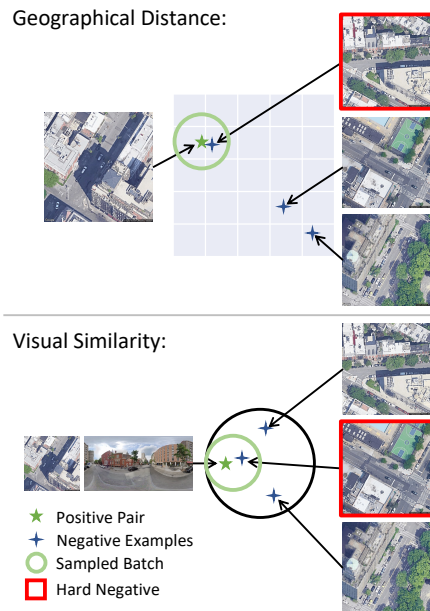 Geographical Distance:
Visual Similarity:
Positive Pair
Negative Examples
Sampled Batch
Hard Negative